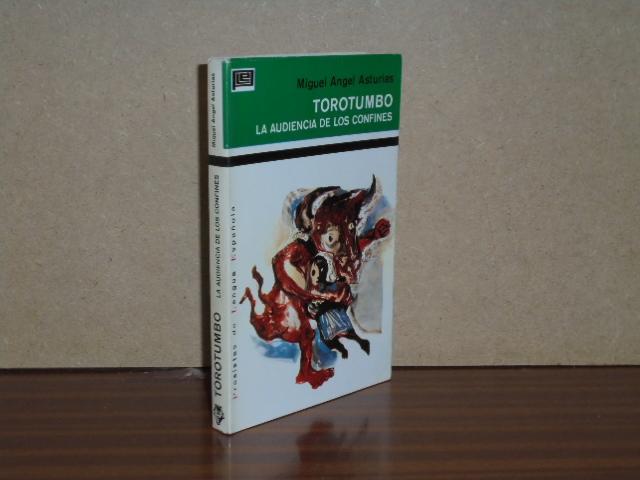 Miguel Angel Asturias
TOROTUMBO
LA AUDIENCIA DE LOS CONFINES
Prosistas de Lengua Española
Miguel Angel Asturias
TOROTUMBO LA AUDIENCIA DE LOS CONFINES